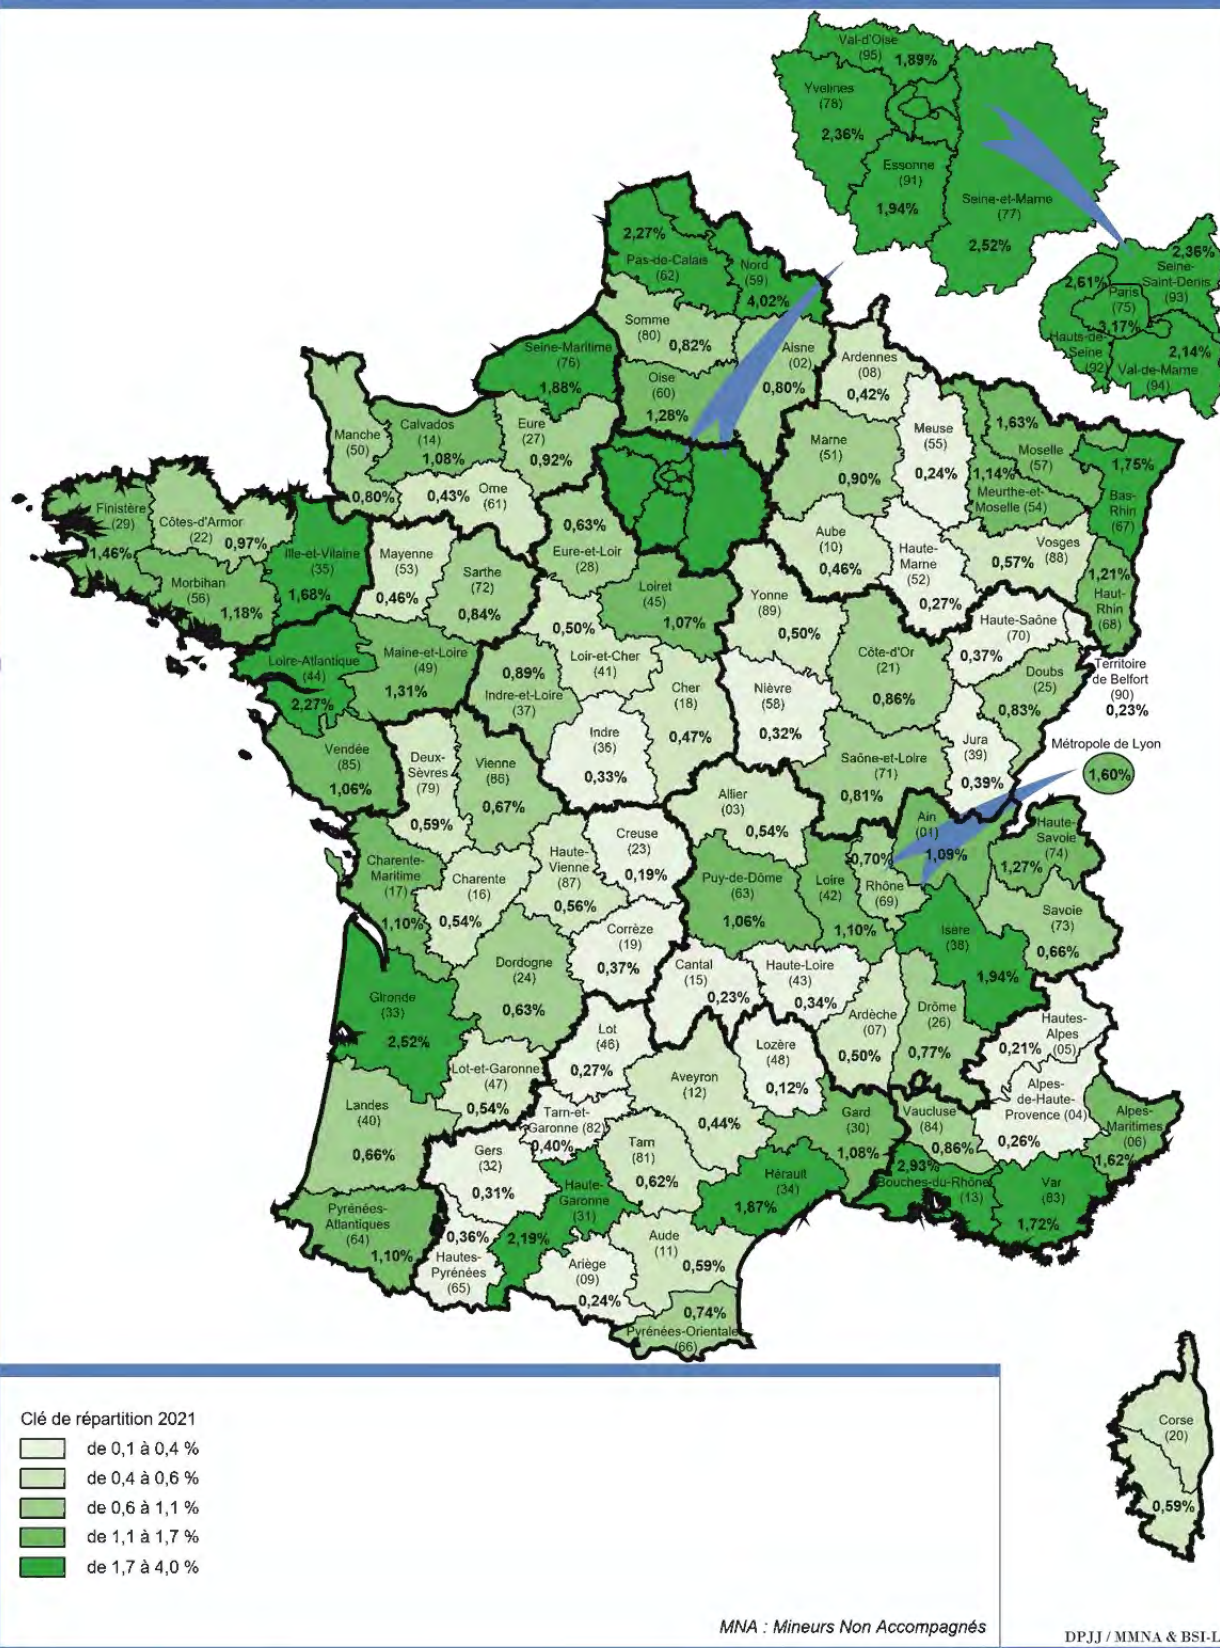 Val-d'Oise
(95) 1,89%
Yvelines
(78)
2,36%
Essonne
(91)
1,94%
Seine-et-Marne
(77)
2,52%
2,36%
Seine-
Saint-Denis
(93)
2,61%
Paris
(75)
3,17%
Hauts-de-
Seine
(92)
2,14%
Val-de-Marne
(94)
2,27%
Pas-de-Calais
(62)
Nord
(59)
4,02%
Somme
(80) 0,82%
Aisne
(02)
0,80%
Ardennes
(08)
0,42%
Seine-Maritime
(76)
1,88%
Oise
(60)
1,28%
Manche
(50)
0,80%
Calvados
(14)
1,08%
Eure
(27)
0,92%
0,43% Orne
(61)
Marne
(51)
0,90%
Meuse
(55)
0,24%
1,63%
Moselle
(57)
1,14%
Meurthe-et-
Moselle (54)
1,75%
Bas-
Rhin
(67)
Finistère
(29)
1,46%
Côtes-d'Armor
(22) 0,97%
Ille-et-Vilaine
(35)
1,68%
Morbihan
(56)
1,18%
Mayenne
(53)
0,46%
Sarthe
(72)
0,84%
0,63%
Eure-et-Loir
(28)
Loiret
(45)
1,07%
Yonne
(89)
0,50%
Aube
(10)
0,46%
Haute-
Marne
(52)
0,27%
Vosges
0,57% (88)
1,21%
Haut-
Rhin
(68)
Loire-Atlantique
(44)
2,27%
Maine-et-Loire
(49)
1,31%
0,89%
Indre-et-Loire
(37)
0,50%
Loir-et-Cher
(41)
Cher
(18)
0,47%
Nièvre
(58)
0,32%
Côte-d'Or
(21)
0,86%
Haute-Saône
(70)
0,37%
Doubs
(25)
0,83%
Territoire
de Belfort
(90)
0,23%
Vendée
(85)
1,06%
Deux-
Sèvres
(79)
0,59%
Vienne
(86)
0,67%
Indre
(36)
0,33%
Saône-et-Loire
(71)
0,81%
Jura
(39)
0,39%
Métropole de Lyon
1,60%
Allier
(03)
0,54%
Ain
(01)
1,09%
Haute-
Savoie
(74)
1,27%
Charente-
Maritime
(17)
1,10%
Charente
(16)
0,54%
Haute-
Vienne
(87)
0,56%
Creuse
(23)
0,19%
Puy-de-Dôme
(63)
1,06%
Loire
(42)
1,10%
0,70%
Rhône
(69)
Isère
(38)
1,94%
Savoie
(73)
0,66%
Corrèze
(19)
0,37%
Dordogne
(24)
0,63%
Gironde
(33)
2,52%
Cantal
(15)
0,23%
Haute-Loire
(43)
0,34%
Ardèche
(07)
0,50%
Drôme
(26)
0,77%
Hautes-
Alpes
0,21% (05)
Lot-et-Garonne
(47)
0,54%
Lot
(46)
0,27%
Lozère
(48)
0,12%
Aveyron
(12)
0,44%
Landes
(40)
0,66%
Tarn-et-
Garonne (82)
0,40%
Tarn
(81)
0,62%
Gard
(30)
1,08%
Vaucluse
(84)
0,86%
Alpes-
de-Haute-
Provence (04)
0,26%
Alpes-
Maritimes
(06)
1,62%
Gers
(32)
0,31%
Haute-
Garonne
(31)
2,19%
Hérault
(34)
1,87%
2,93%
Bouches-du-Rhône
(13)
Var
(83)
1,72%
Pyrénées-
Atlantiques
(64)
1,10%
0,36%
Hautes-
Pyrénées
(65)
Ariège
(09)
0,24%
Aude
(11)
0,59%
0,74%
Pyrénées-Orientale
(66)
Corse
(20)
0,59%
Clé de répartition 2021
de 0,1 à 0,4 %
de 0,4 à 0,6 %
de 0,6 à 1,1 %
de 1,1 à 1,7 %
de 1,7 à 4,0 %
MNA : Mineurs Non Accompagnés
DPJJ / MMNA & BSI-L